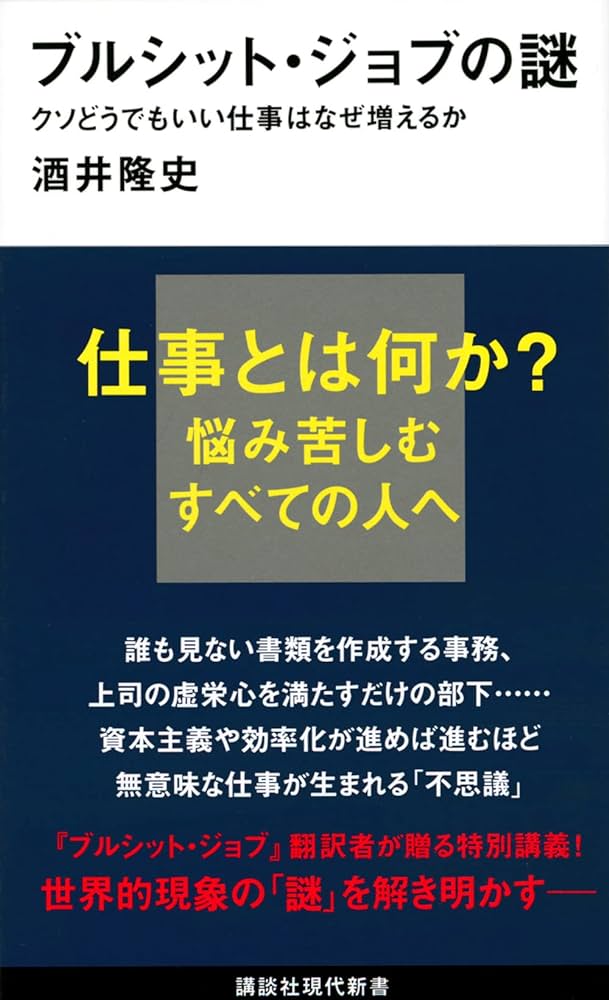 ブルシット・ジョブの謎
クソどうでもいい仕事はなぜ増えるか
酒井隆史
仕事とは何か?
悩み苦しむ
すべての人へ
誰も見ない書類を作成する事務、
上司の虚栄心を満たすだけの部下……
資本主義や効率化が進めば進むほど
無意味な仕事が生まれる「不思議」
『ブルシット・ジョブ』翻訳者が贈る特別講義!
世界的現象の「謎」を解き明かす――
講談社現代新書